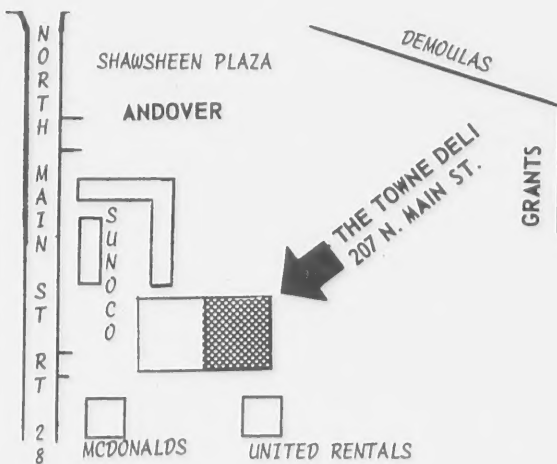 NORTH MAIN ST RT 28
SHAWSHEEN PLAZA
ANDOVER
DEMOULAS
GRANTS
THE TOWNE DELI
207 N. MAIN ST.
SUNOCO
MCDONALDS
UNITED RENTALS